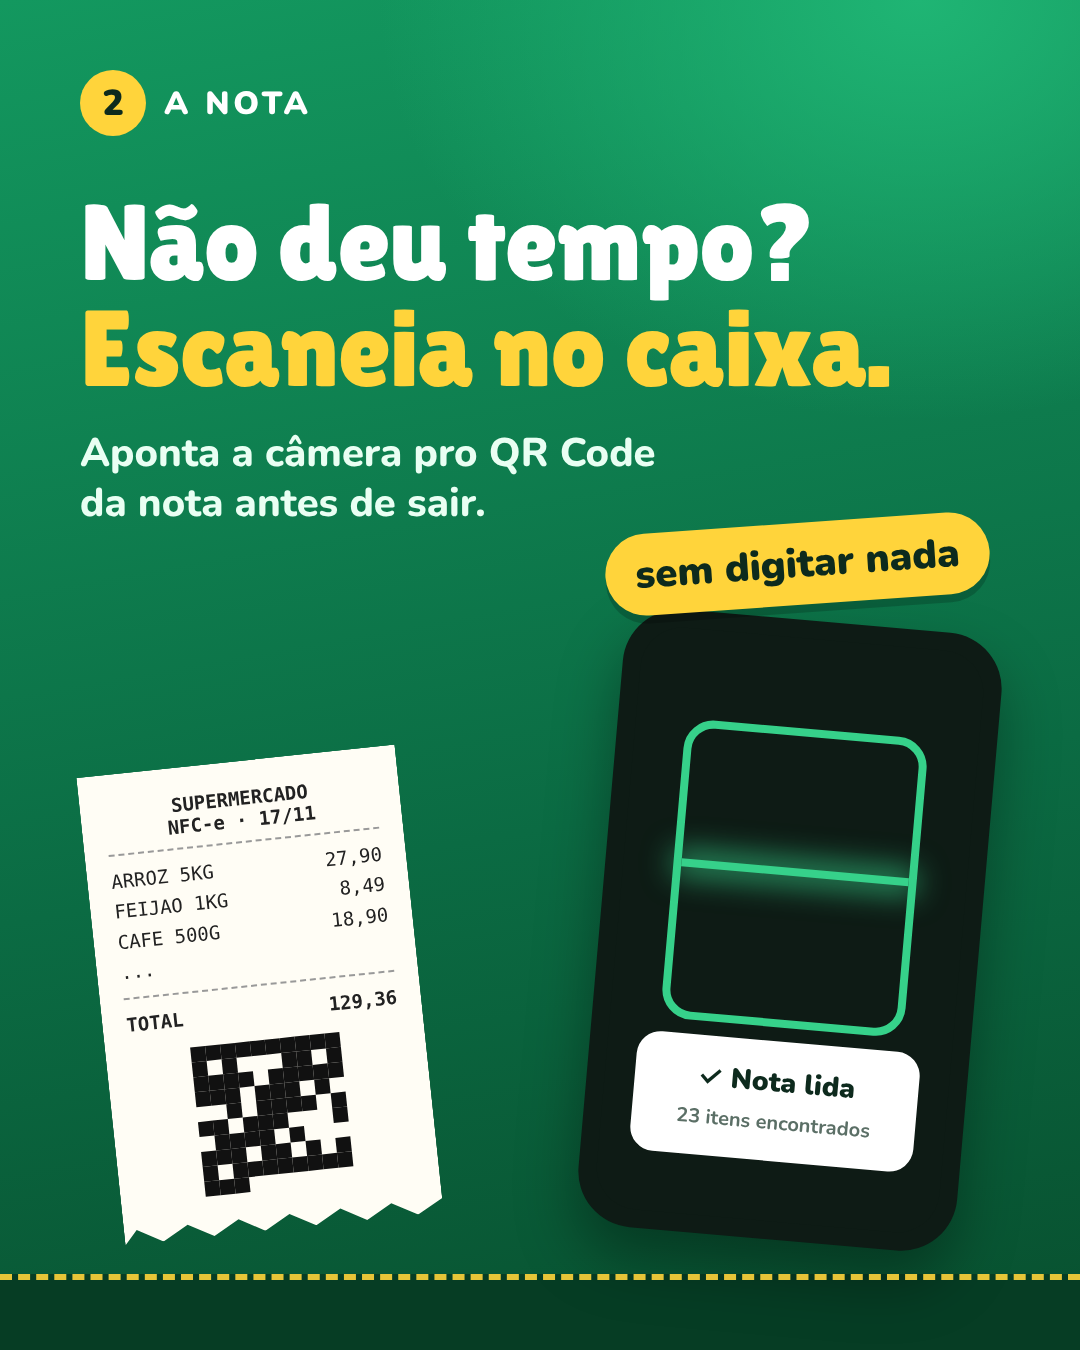 2 A NOTA
Não deu tempo?
Escaneia no caixa.
Aponta a câmera pro QR Code
da nota antes de sair.
sem digitar nada
SUPERMERCADO
NFC-e · 17/11
ARROZ 5KG 27,90
FEIJAO 1KG 8,49
CAFE 500G 18,90
...
TOTAL 129,36
✓ Nota lida
23 itens encontrados